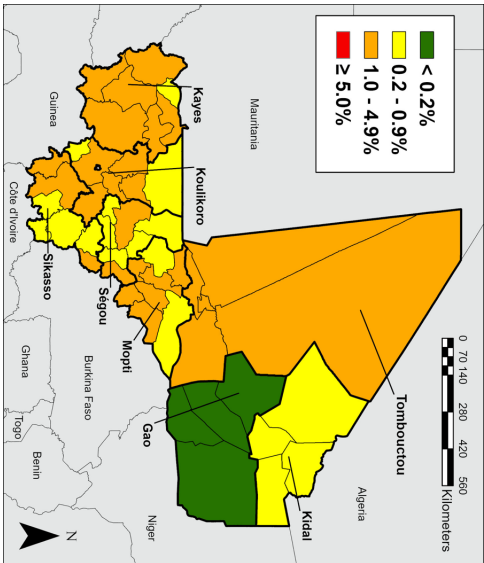 < 0.2%
0.2 - 0.9%
1.0 - 4.9%
≥ 5.0%
0 70 140 280 420 560
Kilometers
Mauritania
Algeria
Tombouctou
Kidal
Gao
Kayes
Koulikoro
Mopti
Ségou
Sikasso
Guinea
Côte d'Ivoire
Burkina Faso
Ghana
Togo
Benin
Niger
N